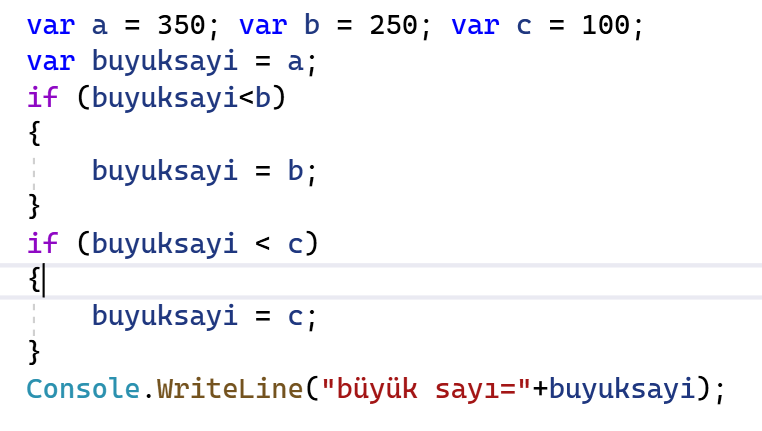 var a = 350; var b = 250; var c = 100;
var buyuksayi = a;
if (buyuksayi<b)
{
    buyuksayi = b;
}
if (buyuksayi < c)
{
    buyuksayi = c;
}
Console.WriteLine("büyük sayı="+buyuksayi);